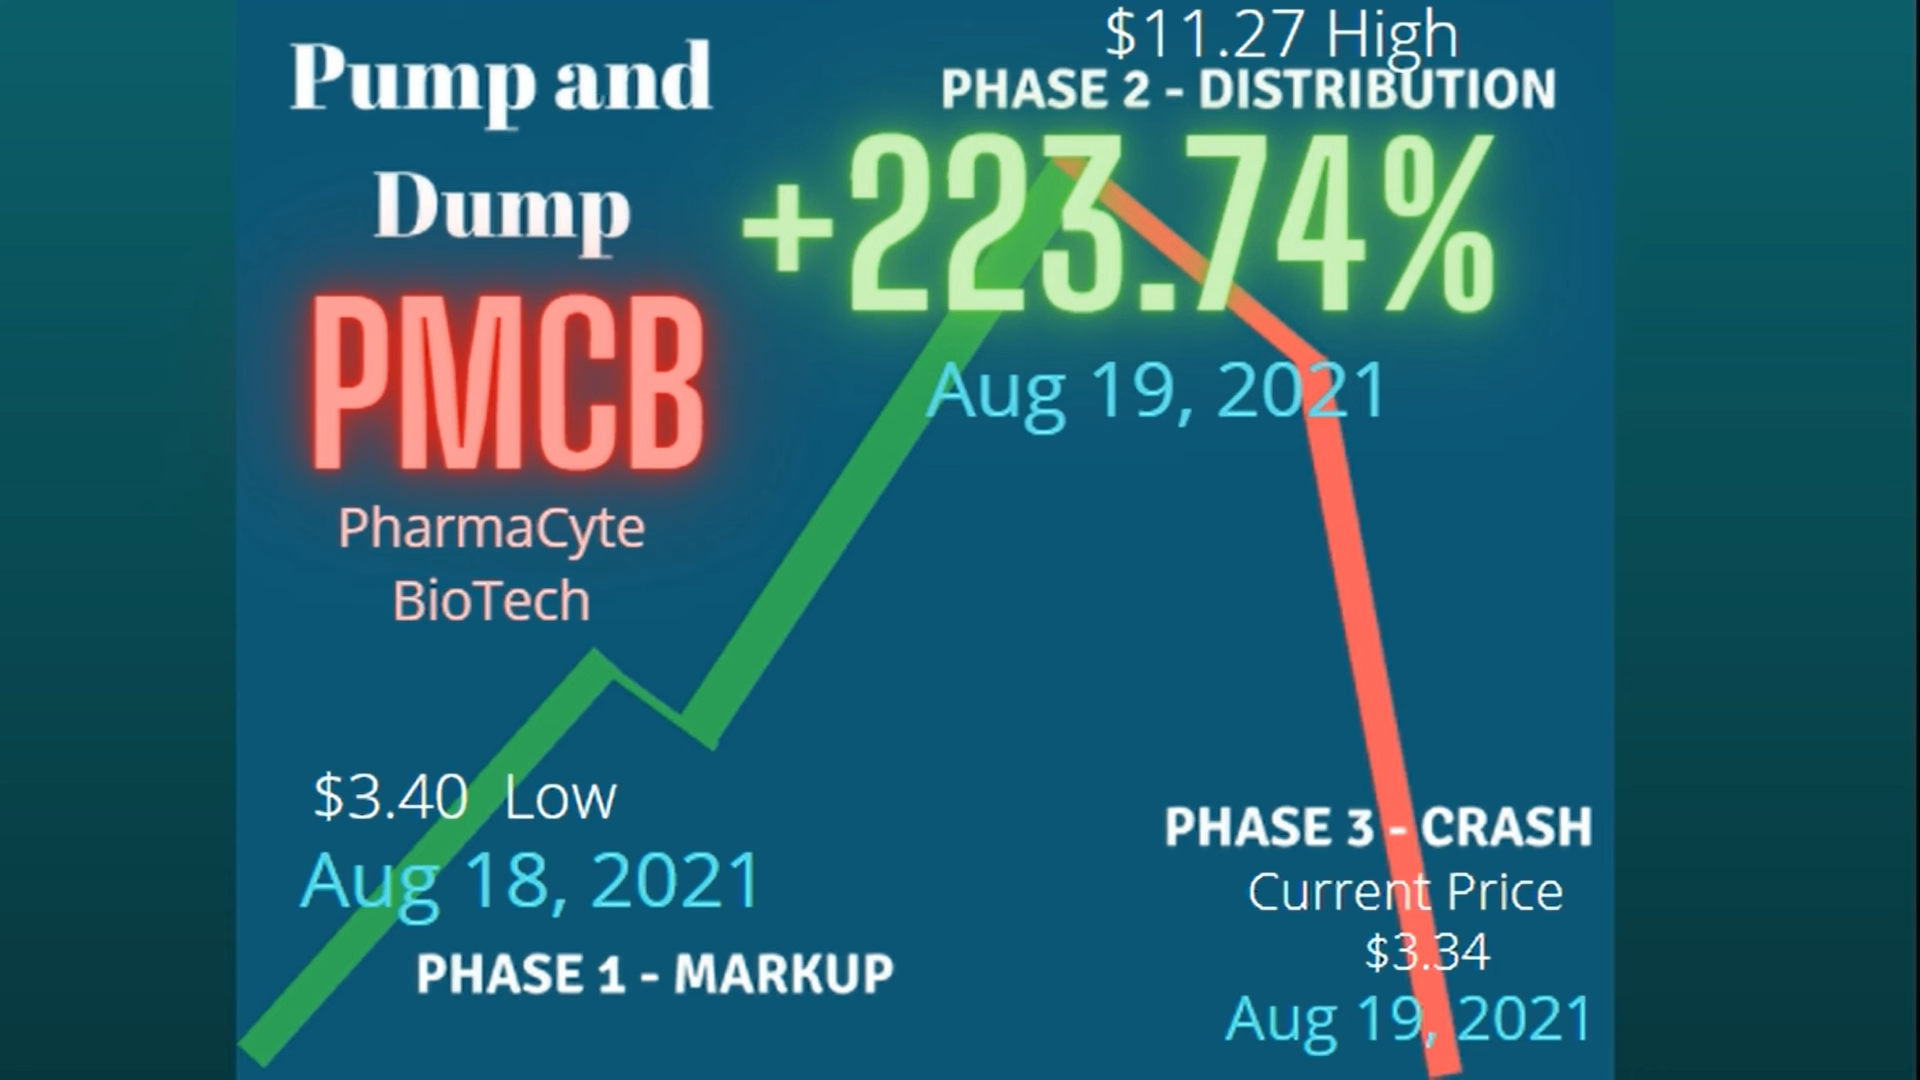 Pump and
Dump
PMCB
PharmaCyte
BioTech
$11.27 High
PHASE 2 - DISTRIBUTION
+223.74%
Aug 19, 2021
$3.40 Low
Aug 18, 2021
PHASE 1 - MARKUP
PHASE 3 - CRASH
Current Price
$3.34
Aug 19, 2021